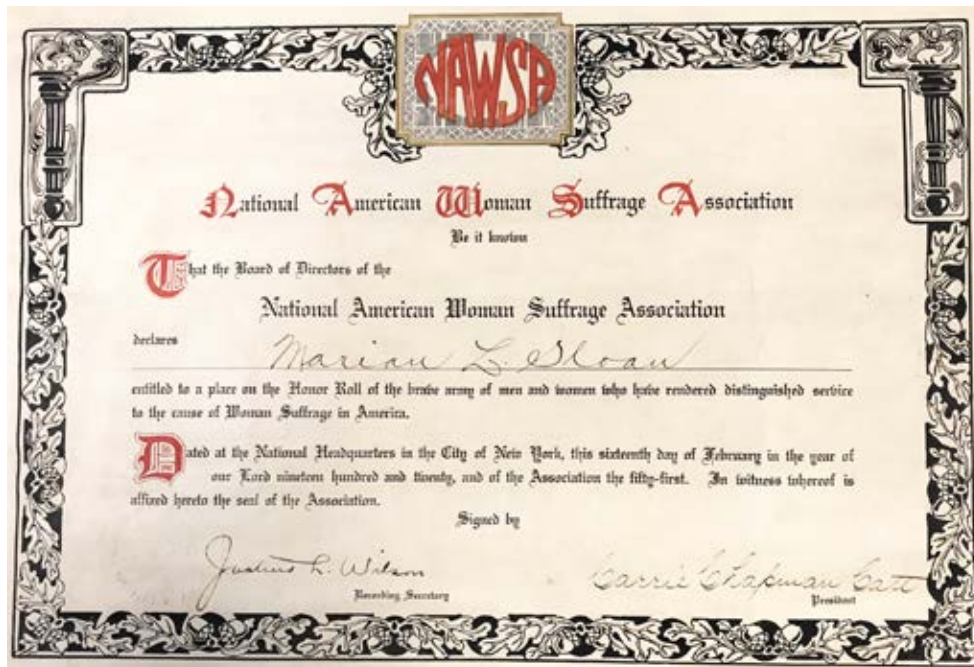 NAWSA
National American Woman Suffrage Association
Be it known
That the Board of Directors of the
National American Woman Suffrage Association
declares
Marian L. Sloan
entitled to a place on the Honor Roll of the brave army of men and women who have rendered distinguished service
to the cause of Woman Suffrage in America.
Dated at the National Headquarters in the City of New York, this sixteenth day of February in the year of
our Lord nineteen hundred and twenty, and of the Association the fifty-first. In witness whereof is
affixed hereto the seal of the Association.
Signed by
L. Wilson
Carrie Chapman Catt
Recording Secretary
President